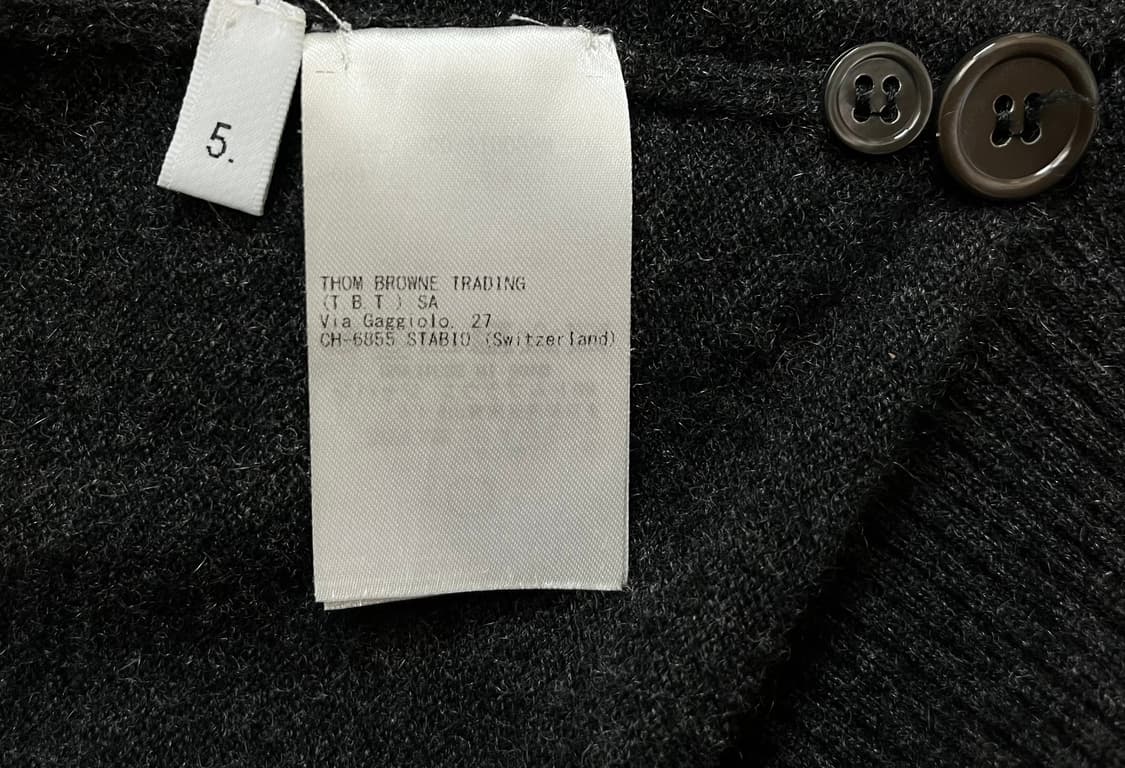 5.
THOM BROWNE TRADING
(T.B.T.) SA
Via Gaggiolo, 27
CH-6855 STABIO (Switzerland)